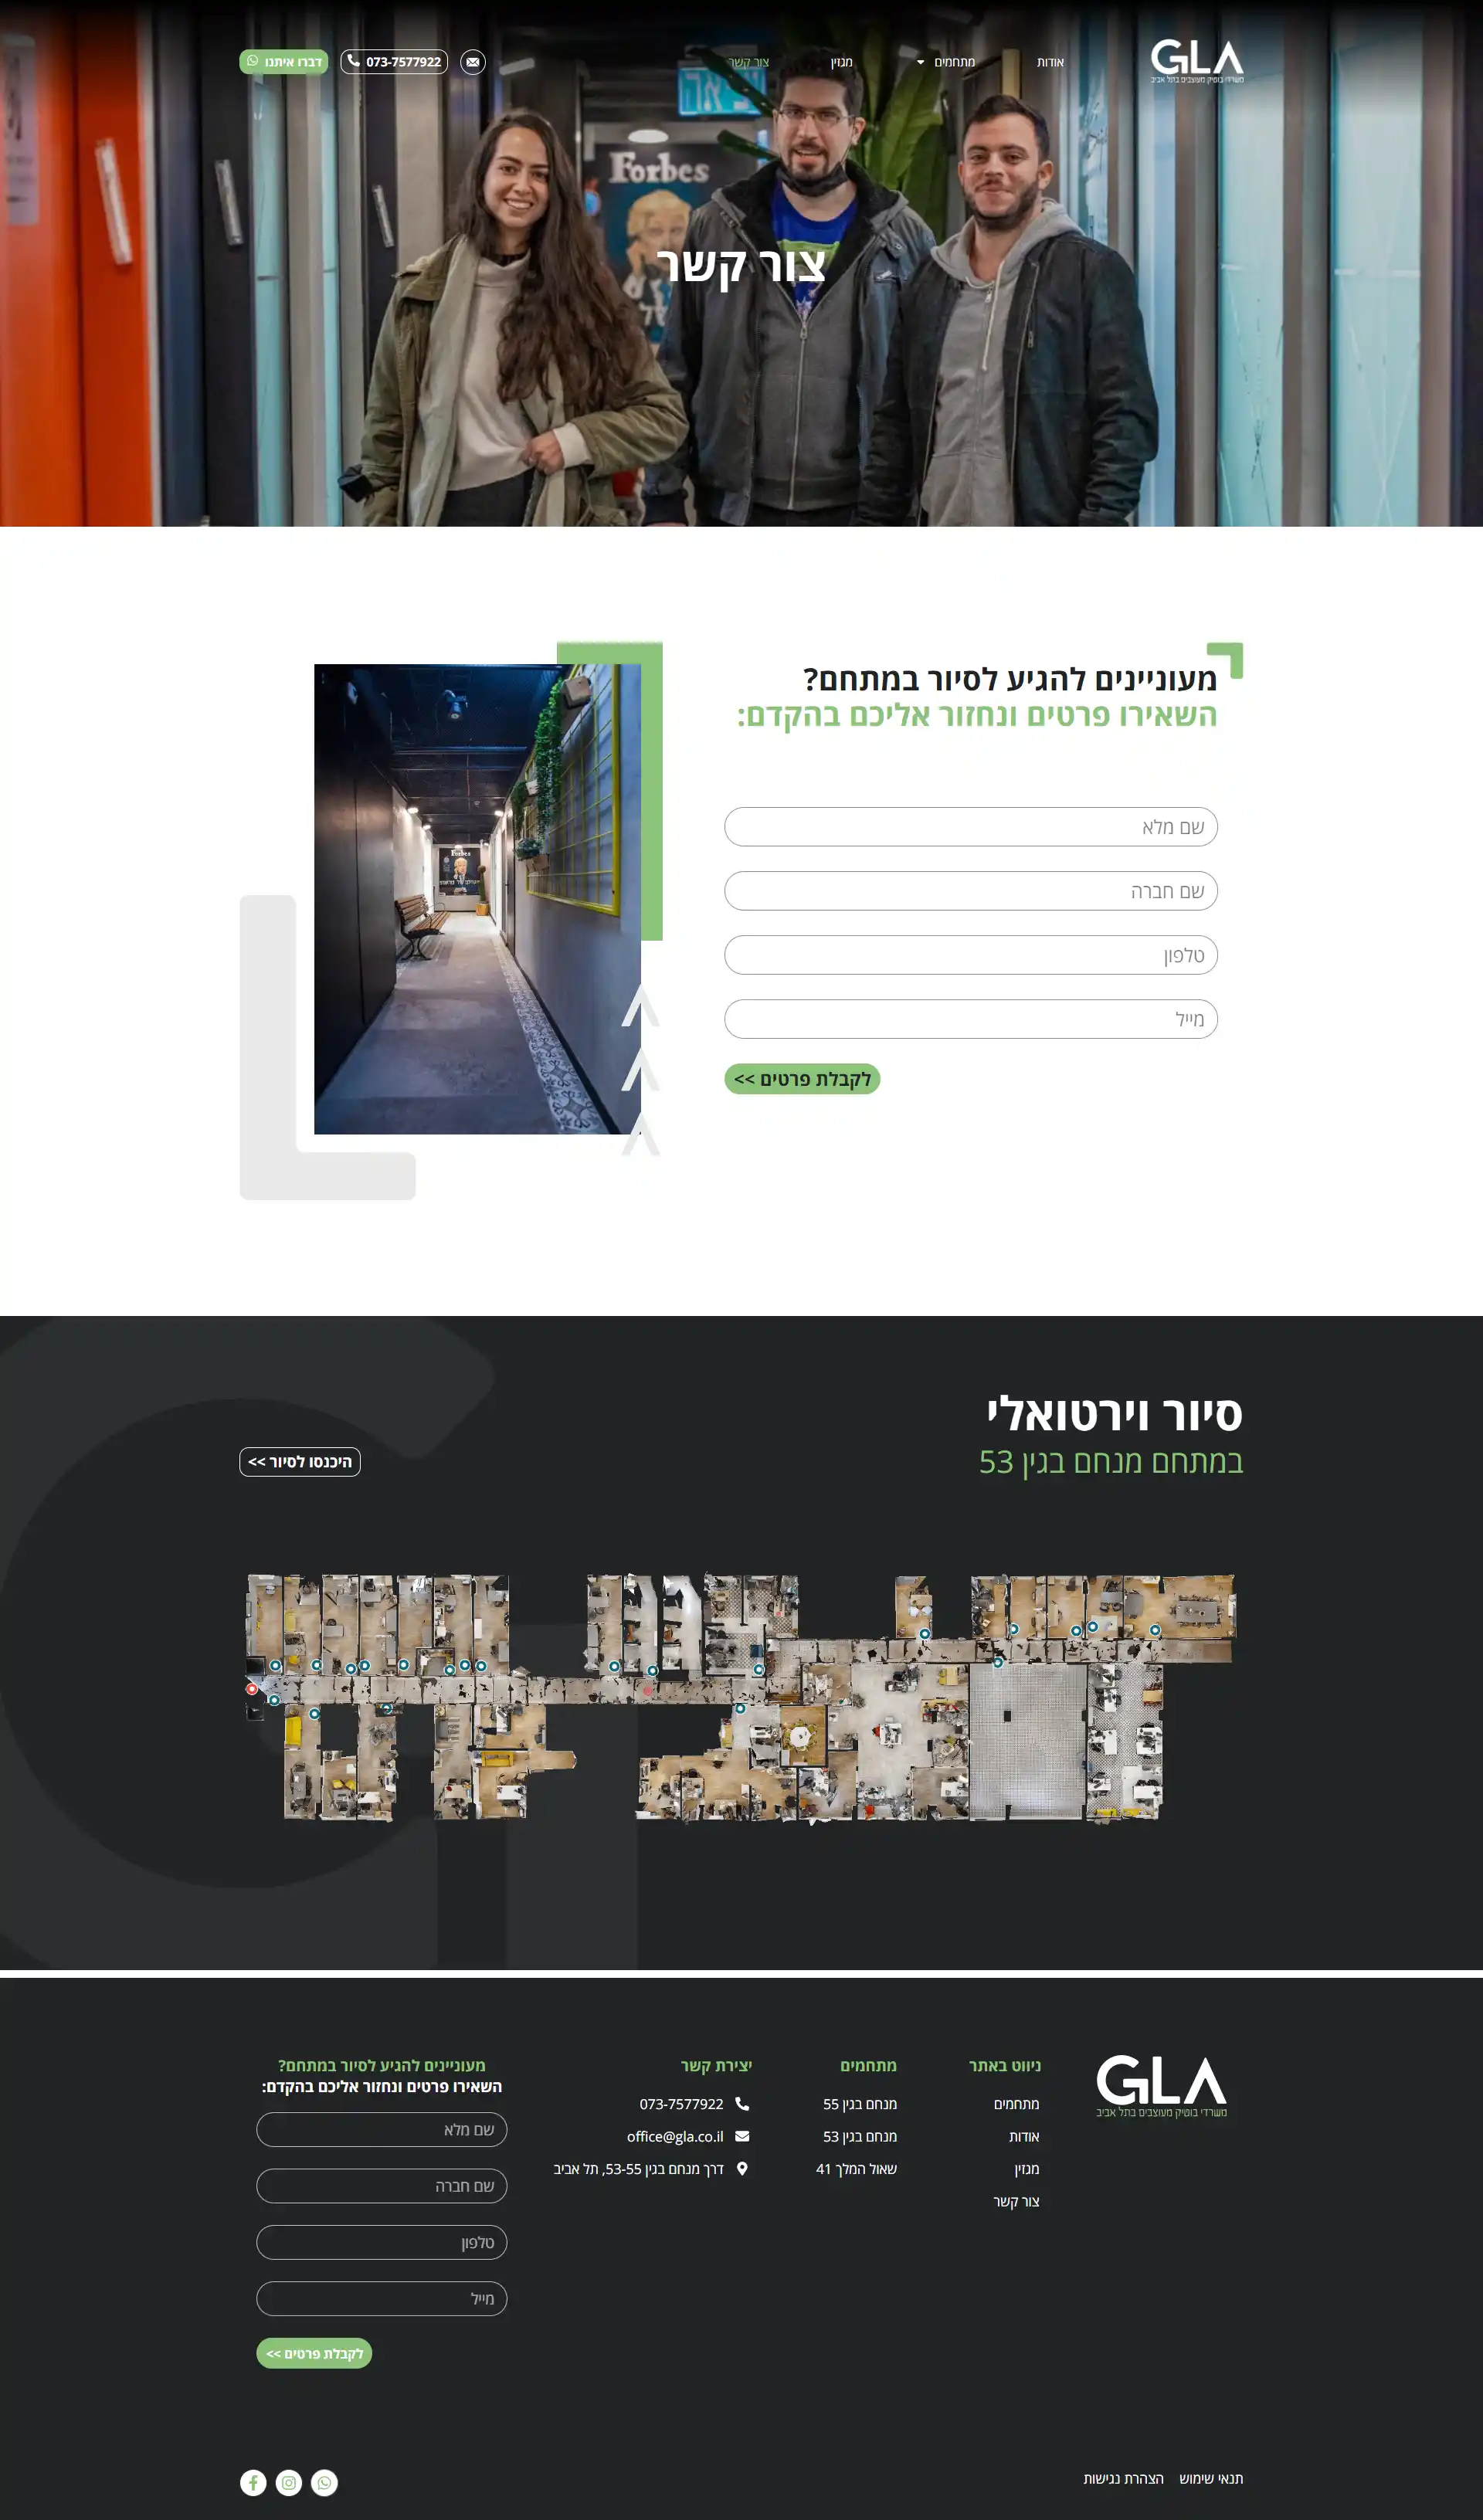 GLA
משרדי בוטיק מעוצבים בתל אביב
אודות
מתחמים
מגזין
צור קשר
073-7577922
דברו איתנו
Forbes
צור קשר
מעוניינים להגיע לסיור במתחם?
השאירו פרטים ונחזור אליכם בהקדם:
שם מלא
שם חברה
טלפון
מייל
לקבלת פרטים >>
Forbes
סיור וירטואלי
במתחם מנחם בגין 53
היכנסו לסיור >>
GLA
משרדי בוטיק מעוצבים בתל אביב
ניווט באתר
מתחמים
אודות
מגזין
צור קשר
מתחמים
מנחם בגין 55
מנחם בגין 53
שאול המלך 41
יצירת קשר
073-7577922
office@gla.co.il
דרך מנחם בגין 53-55, תל אביב
מעוניינים להגיע לסיור במתחם?
השאירו פרטים ונחזור אליכם בהקדם:
שם מלא
שם חברה
טלפון
מייל
לקבלת פרטים >>
תנאי שימוש
הצהרת נגישות